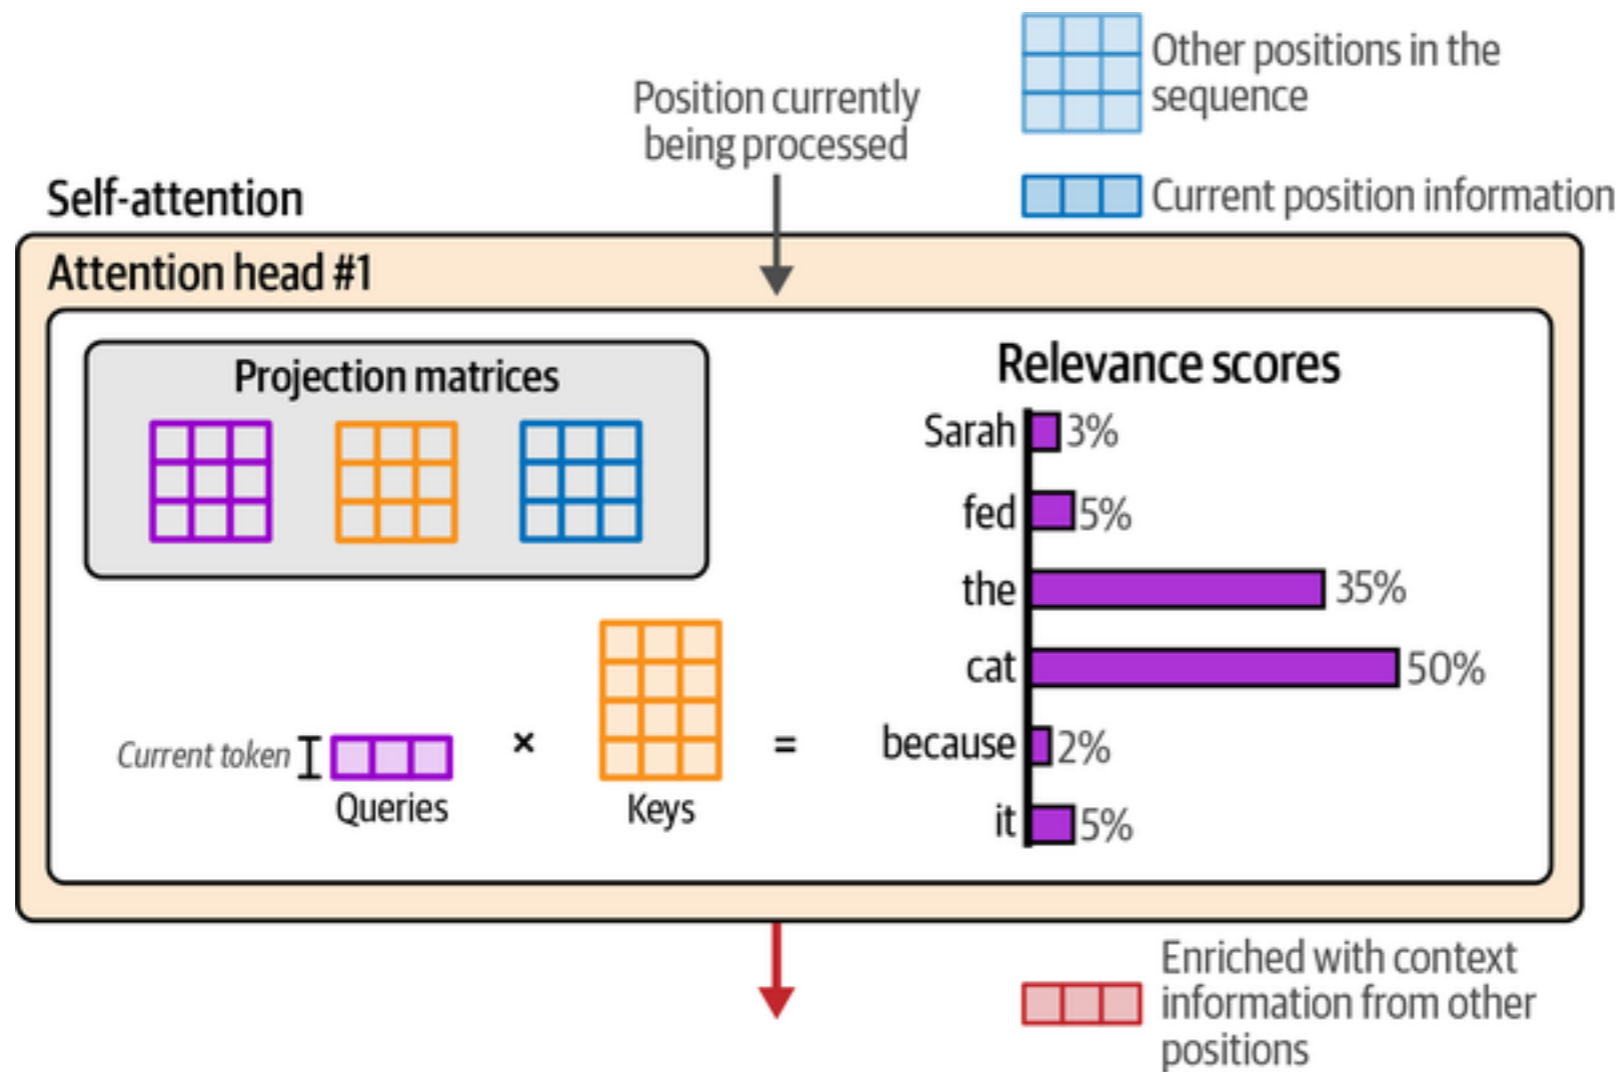 Other positions in the
sequence
Position currently
being processed
Current position information
Self-attention
Attention head #1
Projection matrices
Relevance scores
Sarah 3%
fed 5%
the 35%
cat 50%
because 2%
it 5%
Current token
×
=
Queries
Keys
Enriched with context
information from other
positions